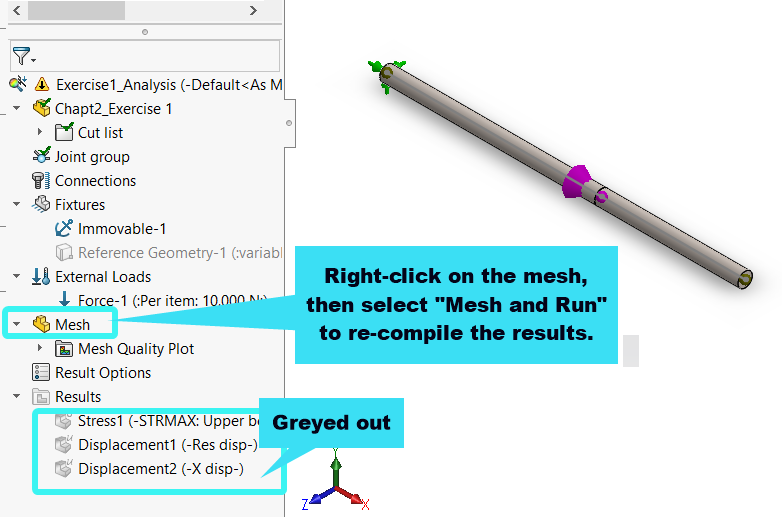 Exercise1_Analysis (-Default<As M
Chapt2_Exercise 1
Cut list
Joint group
Connections
Fixtures
Immovable-1
Reference Geometry-1 (:variabl
External Loads
Force-1 (:Per item: 10,000 N:)
Mesh
Mesh Quality Plot
Result Options
Results
Stress1 (-STRMAX: Upper bo
Displacement1 (-Res disp-)
Displacement2 (-X disp-)
Right-click on the mesh,
then select "Mesh and Run"
to re-compile the results.
Greyed out
Y
Z
X